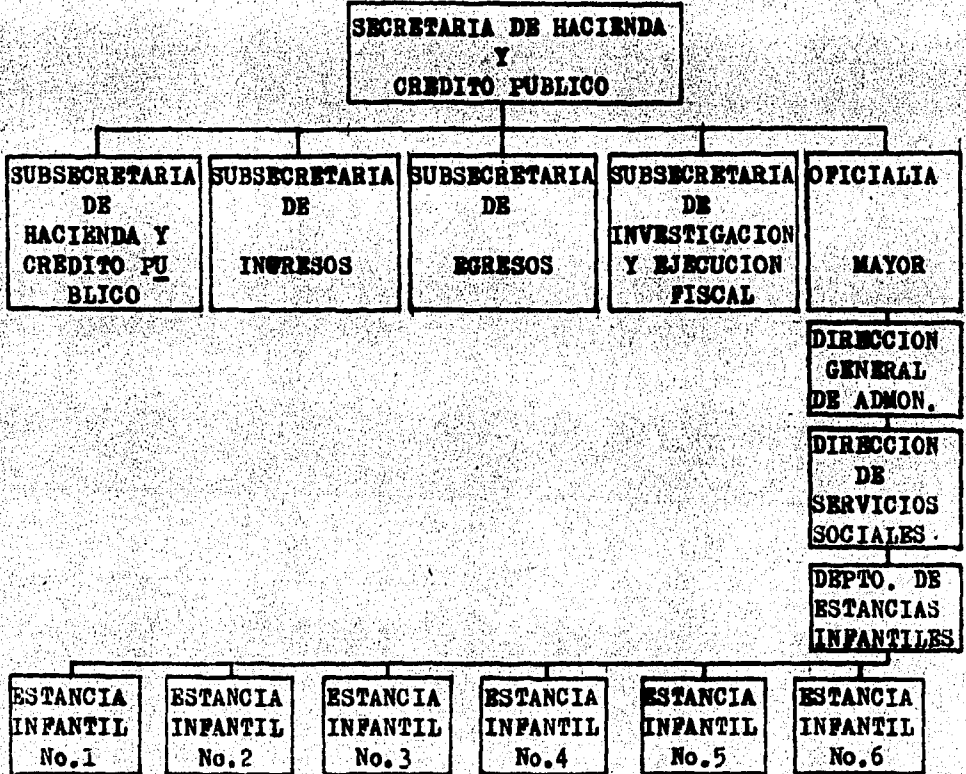 SECRETARIA DE HACIENDA
Y
CREDITO PUBLICO
SUBSECRETARIA
DE
HACIENDA Y
CREDITO PU
BLICO
SUBSECRETARIA
DE
INGRESOS
SUBSECRETARIA
DE
EGRESOS
SUBSECRETARIA
DE
INVESTIGACION
Y EJECUCION
FISCAL
OFICIALIA
MAYOR
DIRECCION
GENERAL
DE ADMON.
DIRECCION
DE
SERVICIOS
SOCIALES
DEPTO. DE
ESTANCIAS
INFANTILES
ESTANCIA
INFANTIL
No.1
ESTANCIA
INFANTIL
No.2
ESTANCIA
INFANTIL
No.3
ESTANCIA
INFANTIL
No.4
ESTANCIA
INFANTIL
No.5
ESTANCIA
INFANTIL
No.6